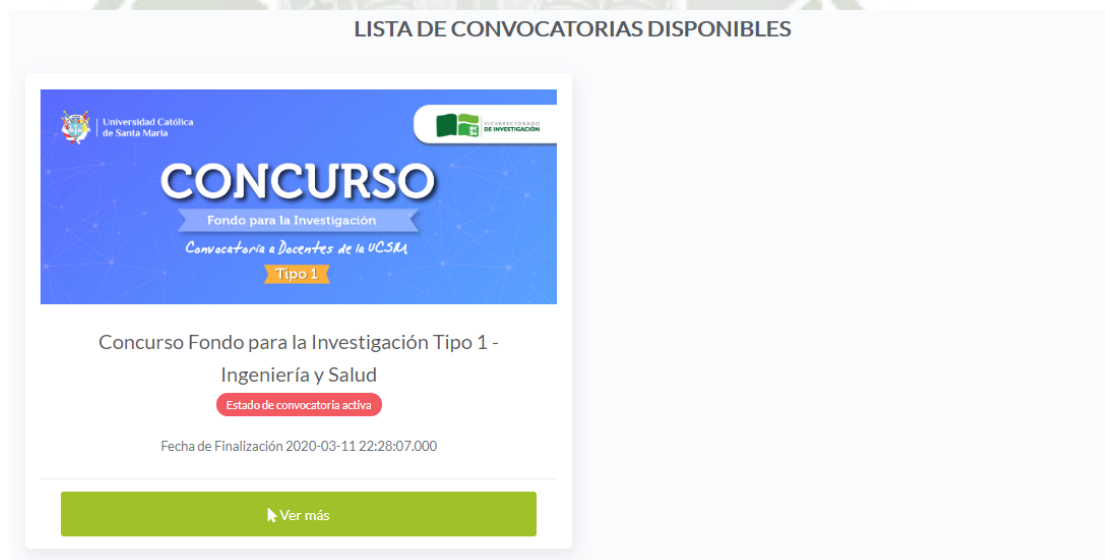 LISTA DE CONVOCATORIAS DISPONIBLES
Universidad Católica
de Santa María
VICERRECTORADO
DE INVESTIGACIÓN
CONCURSO
Fondo para la Investigación
Convocatoria a Docentes de la UCSM
Tipo 1
Concurso Fondo para la Investigación Tipo 1 -
Ingeniería y Salud
Estado de convocatoria activa
Fecha de Finalización 2020-03-11 22:28:07.000
Ver más